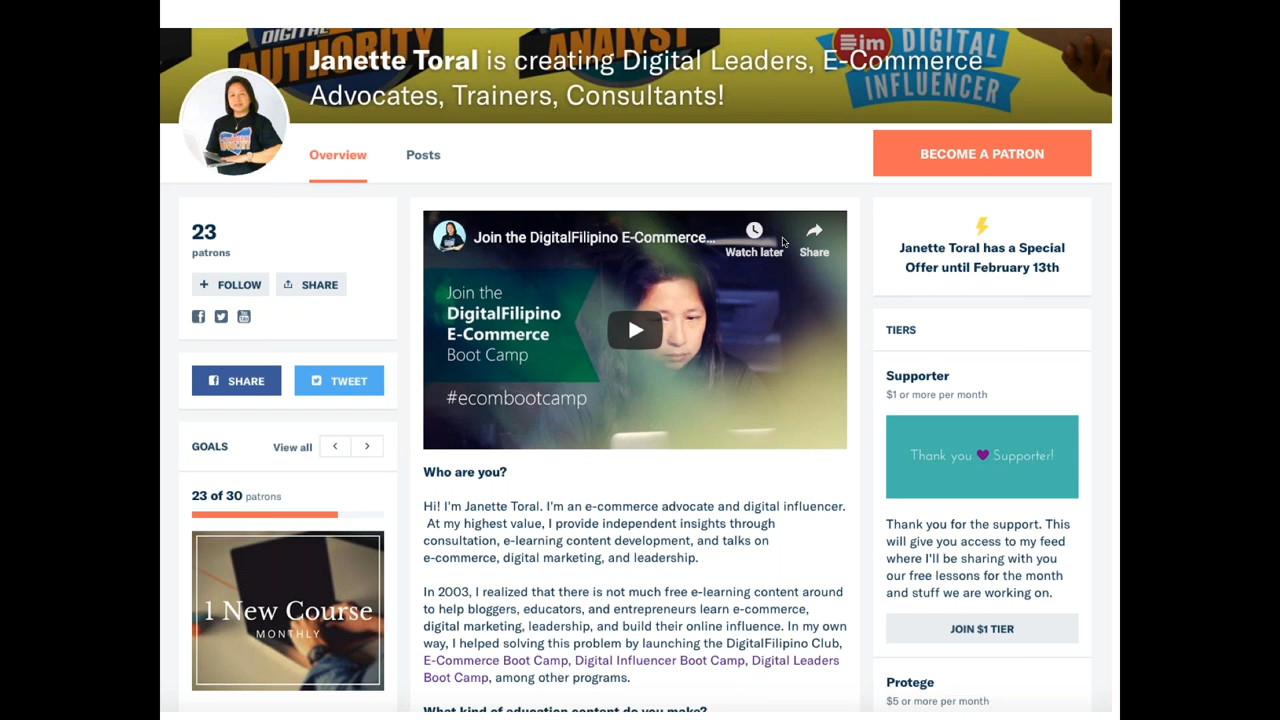 DIGITAL
AUTHORITY
ANALYST
im DIGITAL
INFLUENCER
Janette Toral is creating Digital Leaders, E-Commerce
Advocates, Trainers, Consultants!
Overview
Posts
BECOME A PATRON
23
patrons
+ FOLLOW
SHARE
SHARE
TWEET
GOALS
View all
23 of 30 patrons
1 New Course
MONTHLY
Join the DigitalFilipino E-Commerce...
Watch later
Share
Join the
DigitalFilipino
E-Commerce
Boot Camp
#ecombootcamp
Who are you?
Hi! I'm Janette Toral. I'm an e-commerce advocate and digital influencer.
At my highest value, I provide independent insights through
consultation, e-learning content development, and talks on
e-commerce, digital marketing, and leadership.
In 2003, I realized that there is not much free e-learning content around
to help bloggers, educators, and entrepreneurs learn e-commerce,
digital marketing, leadership, and build their online influence. In my own
way, I helped solving this problem by launching the DigitalFilipino Club,
E-Commerce Boot Camp, Digital Influencer Boot Camp, Digital Leaders
Boot Camp, among other programs.
What kind of education content do you make?
Janette Toral has a Special
Offer until February 13th
TIERS
Supporter
$1 or more per month
Thank you Supporter!
Thank you for the support. This
will give you access to my feed
where I'll be sharing with you
our free lessons for the month
and stuff we are working on.
JOIN $1 TIER
Protege
$5 or more per month